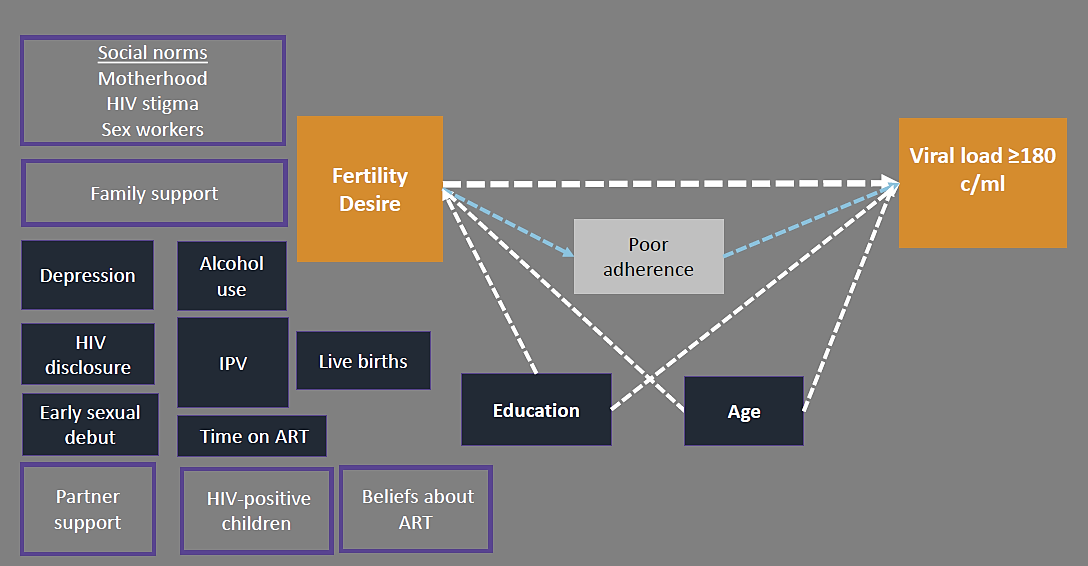 Social norms
Motherhood
HIV stigma
Sex workers
Family support
Fertility
Desire
Viral load ≥180
c/ml
Poor
adherence
Depression
Alcohol
use
HIV
disclosure
IPV
Live births
Early sexual
debut
Time on ART
Education
Age
Partner
support
HIV-positive
children
Beliefs about
ART